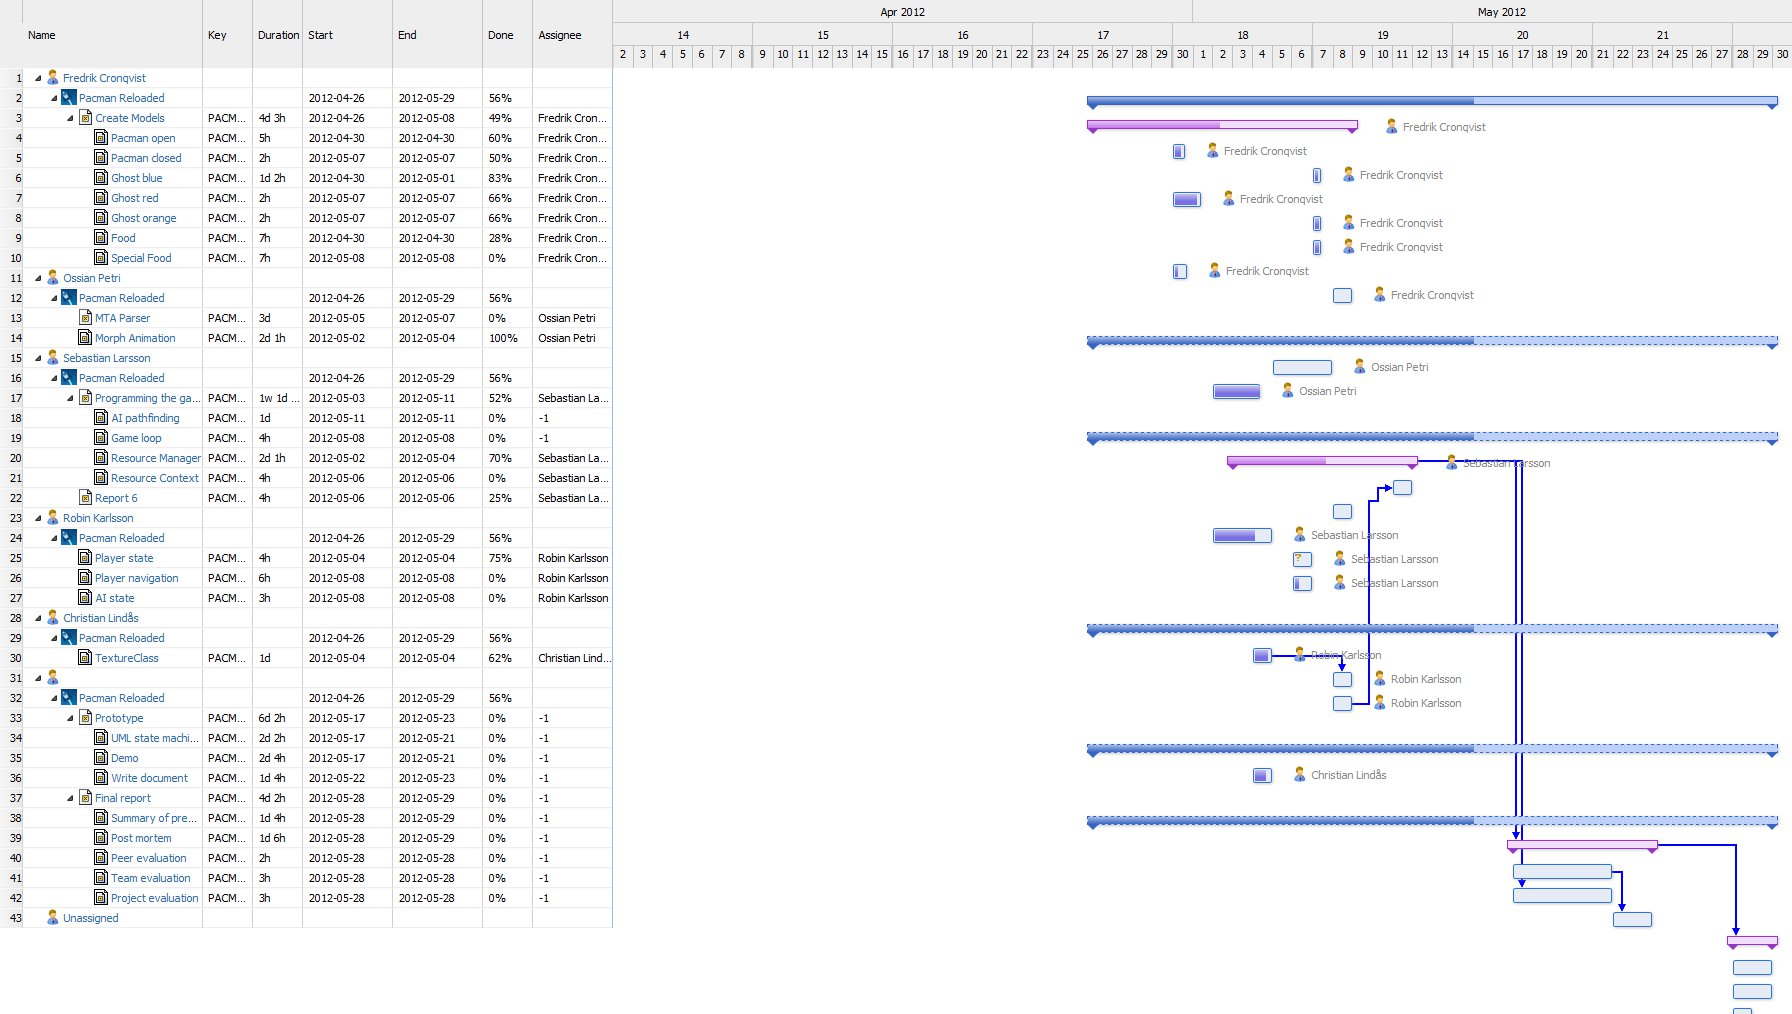 Apr 2012 May 2012
Name Key Duration Start End Done Assignee 14 15 16 17 18 19 20 21
2 3 4 5 6 7 8 9 10 11 12 13 14 15 16 17 18 19 20 21 22 23 24 25 26 27 28 29 30 1 2 3 4 5 6 7 8 9 10 11 12 13 14 15 16 17 18 19 20 21 22 23 24 25 26 27 28 29 30
1 Fredrik Cronqvist
2 Pacman Reloaded 2012-04-26 2012-05-29 56%
3 Create Models PACM... 4d 3h 2012-04-26 2012-05-08 49% Fredrik Cron...
4 Pacman open PACM... 5h 2012-04-30 2012-04-30 60% Fredrik Cron...
5 Pacman closed PACM... 2h 2012-05-07 2012-05-07 50% Fredrik Cron...
6 Ghost blue PACM... 1d 2h 2012-04-30 2012-05-01 83% Fredrik Cron...
7 Ghost red PACM... 2h 2012-05-07 2012-05-07 66% Fredrik Cron...
8 Ghost orange PACM... 2h 2012-05-07 2012-05-07 66% Fredrik Cron...
9 Food PACM... 7h 2012-04-30 2012-04-30 28% Fredrik Cron...
10 Special Food PACM... 7h 2012-05-08 2012-05-08 0% Fredrik Cron...
11 Ossian Petri
12 Pacman Reloaded 2012-04-26 2012-05-29 56%
13 MTA Parser PACM... 3d 2012-05-05 2012-05-07 0% Ossian Petri
14 Morph Animation PACM... 2d 1h 2012-05-02 2012-05-04 100% Ossian Petri
15 Sebastian Larsson
16 Pacman Reloaded 2012-04-26 2012-05-29 56%
17 Programming the ga... PACM... 1w 1d ... 2012-05-03 2012-05-11 52% Sebastian La...
18 AI pathfinding PACM... 1d 2012-05-11 2012-05-11 0% -1
19 Game loop PACM... 4h 2012-05-08 2012-05-08 0% -1
20 Resource Manager PACM... 2d 1h 2012-05-02 2012-05-04 70% Sebastian La...
21 Resource Context PACM... 4h 2012-05-06 2012-05-06 0% Sebastian La...
22 Report 6 PACM... 4h 2012-05-06 2012-05-06 25% Sebastian La...
23 Robin Karlsson
24 Pacman Reloaded 2012-04-26 2012-05-29 56%
25 Player state PACM... 4h 2012-05-04 2012-05-04 75% Robin Karlsson
26 Player navigation PACM... 6h 2012-05-08 2012-05-08 0% Robin Karlsson
27 AI state PACM... 3h 2012-05-08 2012-05-08 0% Robin Karlsson
28 Christian Lindås
29 Pacman Reloaded 2012-04-26 2012-05-29 56%
30 TextureClass PACM... 1d 2012-05-04 2012-05-04 62% Christian Lind...
31
32 Pacman Reloaded 2012-04-26 2012-05-29 56%
33 Prototype PACM... 6d 2h 2012-05-17 2012-05-23 0% -1
34 UML state machi... PACM... 2d 2h 2012-05-17 2012-05-21 0% -1
35 Demo PACM... 2d 4h 2012-05-17 2012-05-21 0% -1
36 Write document PACM... 1d 4h 2012-05-22 2012-05-23 0% -1
37 Final report PACM... 4d 2h 2012-05-28 2012-05-29 0% -1
38 Summary of pre... PACM... 1d 4h 2012-05-28 2012-05-29 0% -1
39 Post mortem PACM... 1d 6h 2012-05-28 2012-05-29 0% -1
40 Peer evaluation PACM... 2h 2012-05-28 2012-05-28 0% -1
41 Team evaluation PACM... 3h 2012-05-28 2012-05-28 0% -1
42 Project evaluation PACM... 3h 2012-05-28 2012-05-28 0% -1
43 Unassigned
Fredrik Cronqvist
Fredrik Cronqvist
Fredrik Cronqvist
Fredrik Cronqvist
Fredrik Cronqvist
Fredrik Cronqvist
Fredrik Cronqvist
Fredrik Cronqvist
Ossian Petri
Ossian Petri
Sebastian Larsson
Sebastian Larsson
? Sebastian Larsson
Sebastian Larsson
Robin Karlsson
Robin Karlsson
Robin Karlsson
Christian Lindås